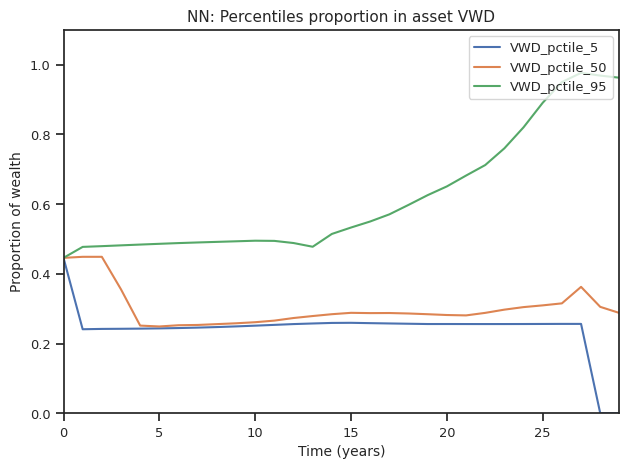 NN: Percentiles proportion in asset VWD
VWD_pctile_5
VWD_pctile_50
VWD_pctile_95
Proportion of wealth
1.0
0.8
0.6
0.4
0.2
0.0
0
5
10
15
20
25
Time (years)